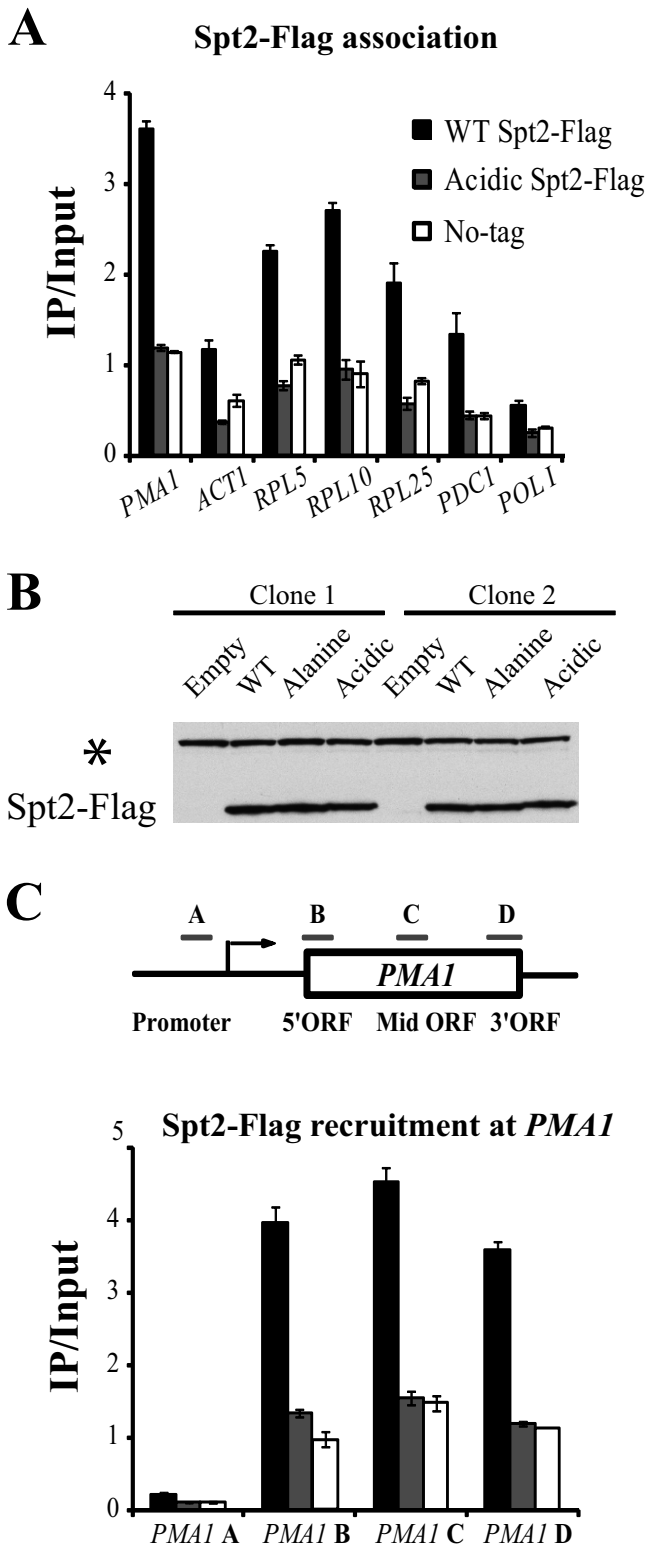 A
Spt2-Flag association
4
3
2
1
0
IP/Input
WT Spt2-Flag
Acidic Spt2-Flag
No-tag
PMA1 ACT1 RPL5 RPL10 RPL25 PDC1 POL1
B
Clone 1 Clone 2
Empty WT Alanine Acidic Empty WT Alanine Acidic
*
Spt2-Flag
C
A B C D
PMA1
Promoter 5'ORF Mid ORF 3'ORF
Spt2-Flag recruitment at PMA1
5
4
3
2
1
0
IP/Input
PMA1 A PMA1 B PMA1 C PMA1 D